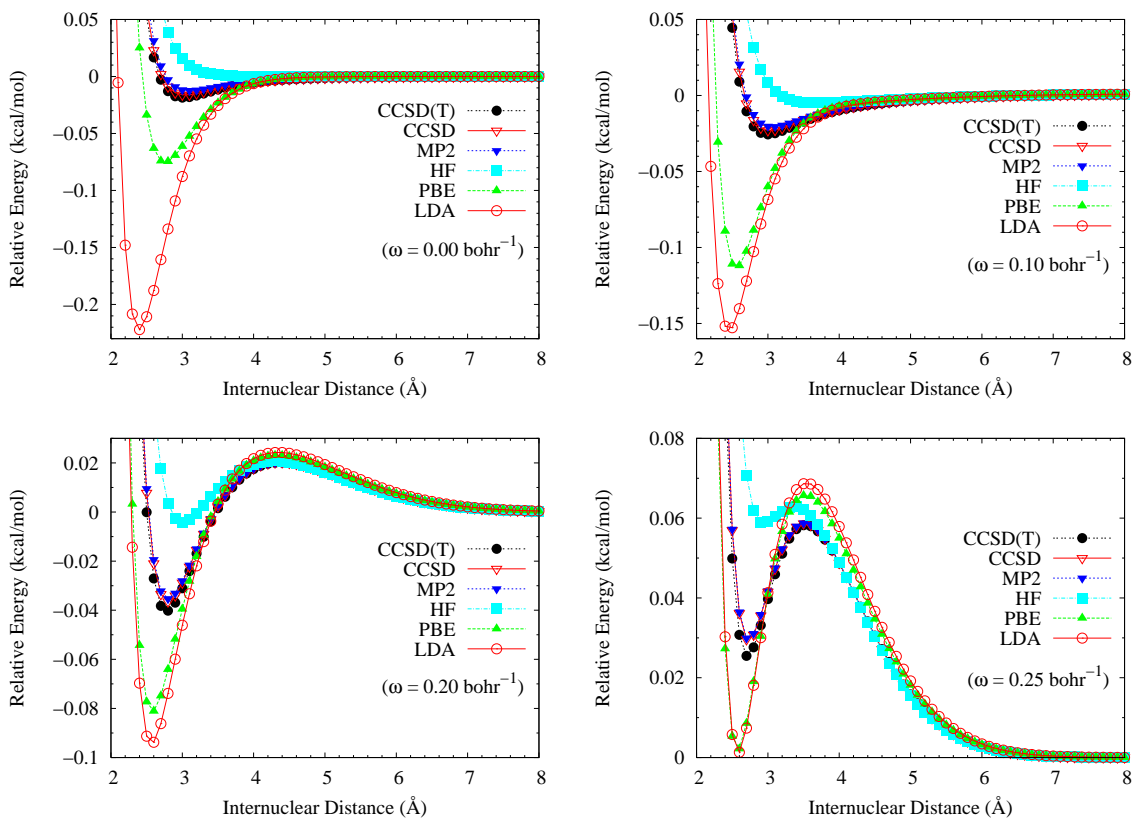 0.05
0
−0.05
−0.1
−0.15
−0.2
2 3 4 5 6 7 8
Relative Energy (kcal/mol)
Internuclear Distance (Å)
CCSD(T)
CCSD
MP2
HF
PBE
LDA
(ω = 0.00 bohr−1)
0.05
0
−0.05
−0.1
−0.15
2 3 4 5 6 7 8
Relative Energy (kcal/mol)
Internuclear Distance (Å)
CCSD(T)
CCSD
MP2
HF
PBE
LDA
(ω = 0.10 bohr−1)
0.02
0
−0.02
−0.04
−0.06
−0.08
−0.1
2 3 4 5 6 7 8
Relative Energy (kcal/mol)
Internuclear Distance (Å)
CCSD(T)
CCSD
MP2
HF
PBE
LDA
(ω = 0.20 bohr−1)
0.08
0.06
0.04
0.02
0
2 3 4 5 6 7 8
Relative Energy (kcal/mol)
Internuclear Distance (Å)
CCSD(T)
CCSD
MP2
HF
PBE
LDA
(ω = 0.25 bohr−1)